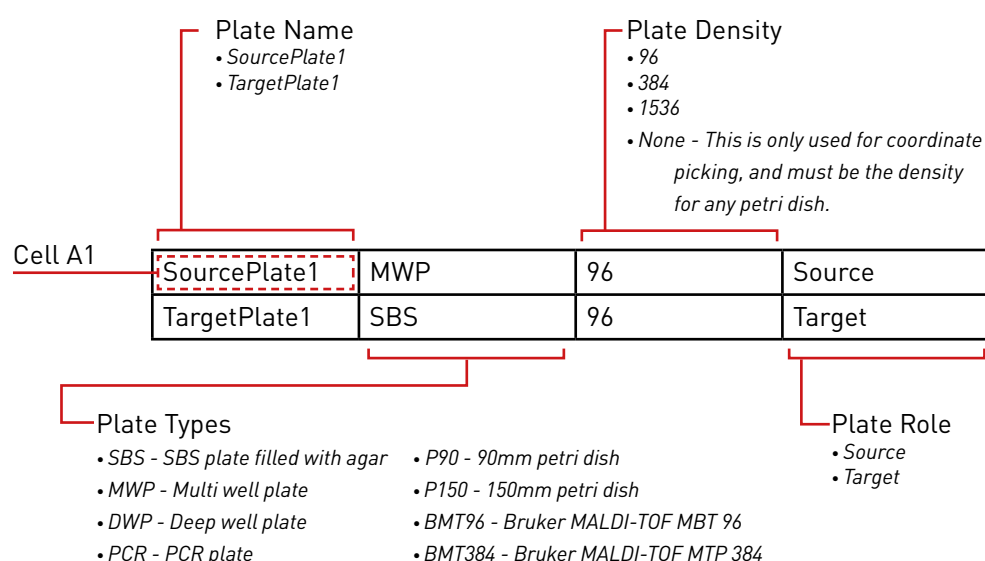 Plate Name
• SourcePlate1
• TargetPlate1
Plate Density
• 96
• 384
• 1536
• None - This is only used for coordinate
picking, and must be the density
for any petri dish.
Cell A1
SourcePlate1 MWP 96 Source
TargetPlate1 SBS 96 Target
Plate Types
• SBS - SBS plate filled with agar
• MWP - Multi well plate
• DWP - Deep well plate
• PCR - PCR plate
• P90 - 90mm petri dish
• P150 - 150mm petri dish
• BMT96 - Bruker MALDI-TOF MBT 96
• BMT384 - Bruker MALDI-TOF MTP 384
Plate Role
• Source
• Target